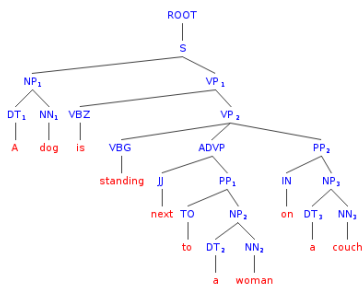 ROOT
S
NP₁ VP₁
DT₁ NN₁ VBZ VP₂
A dog is VBG ADVP PP₂
standing JJ PP₁ IN NP₃
next TO NP₂ on DT₃ NN₃
to DT₂ NN₂ a couch
a woman